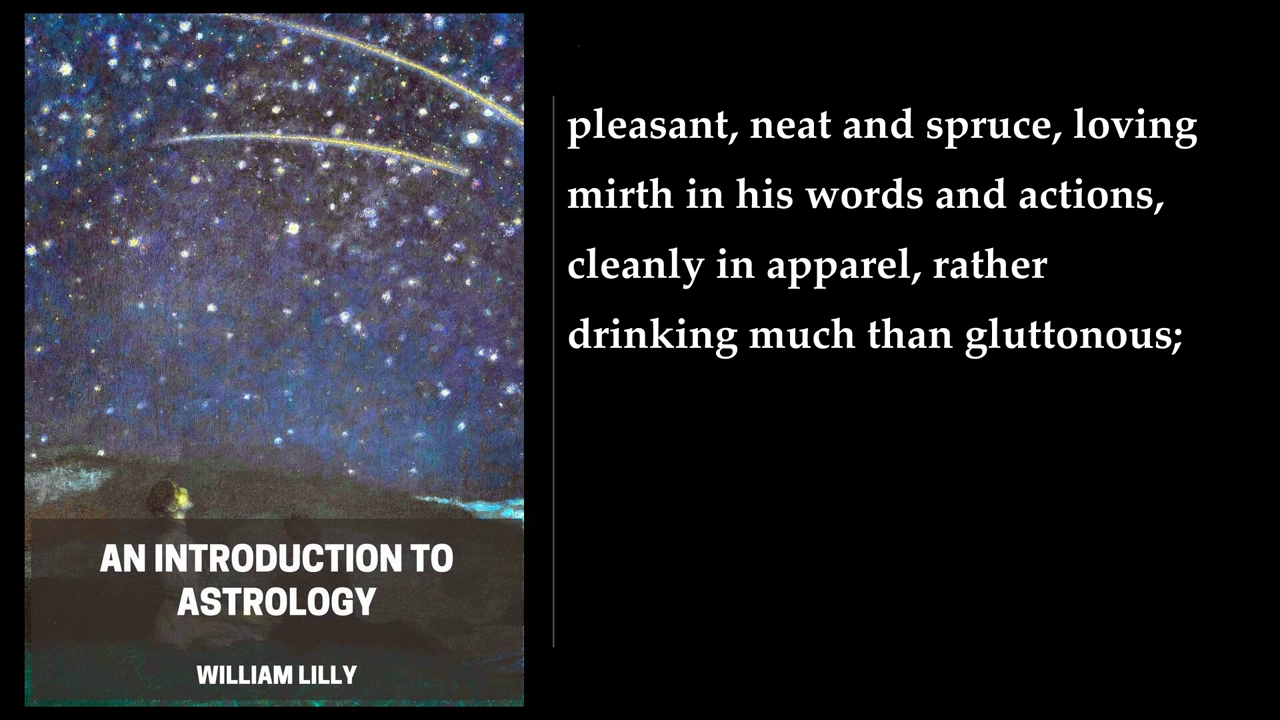 AN INTRODUCTION TO
ASTROLOGY
WILLIAM LILLY
pleasant, neat and spruce, loving
mirth in his words and actions,
cleanly in apparel, rather
drinking much than gluttonous;